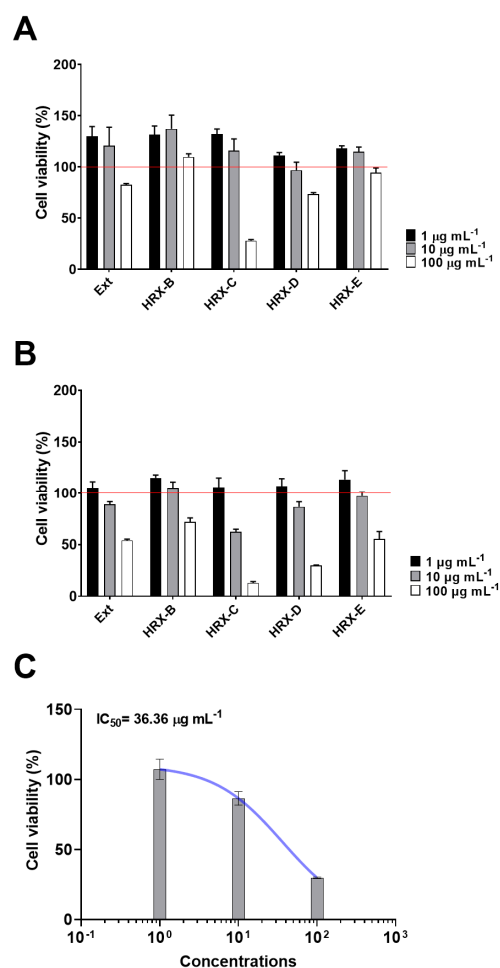 A
Cell viability (%)
200
150
100
50
0
Ext
HRX-B
HRX-C
HRX-D
HRX-E
1 μg mL⁻¹
10 μg mL⁻¹
100 μg mL⁻¹
B
Cell viability (%)
200
150
100
50
0
Ext
HRX-B
HRX-C
HRX-D
HRX-E
1 μg mL⁻¹
10 μg mL⁻¹
100 μg mL⁻¹
C
Cell viability (%)
150
100
50
0
IC₅₀= 36.36 μg mL⁻¹
10⁻¹
10⁰
10¹
10²
10³
Concentrations